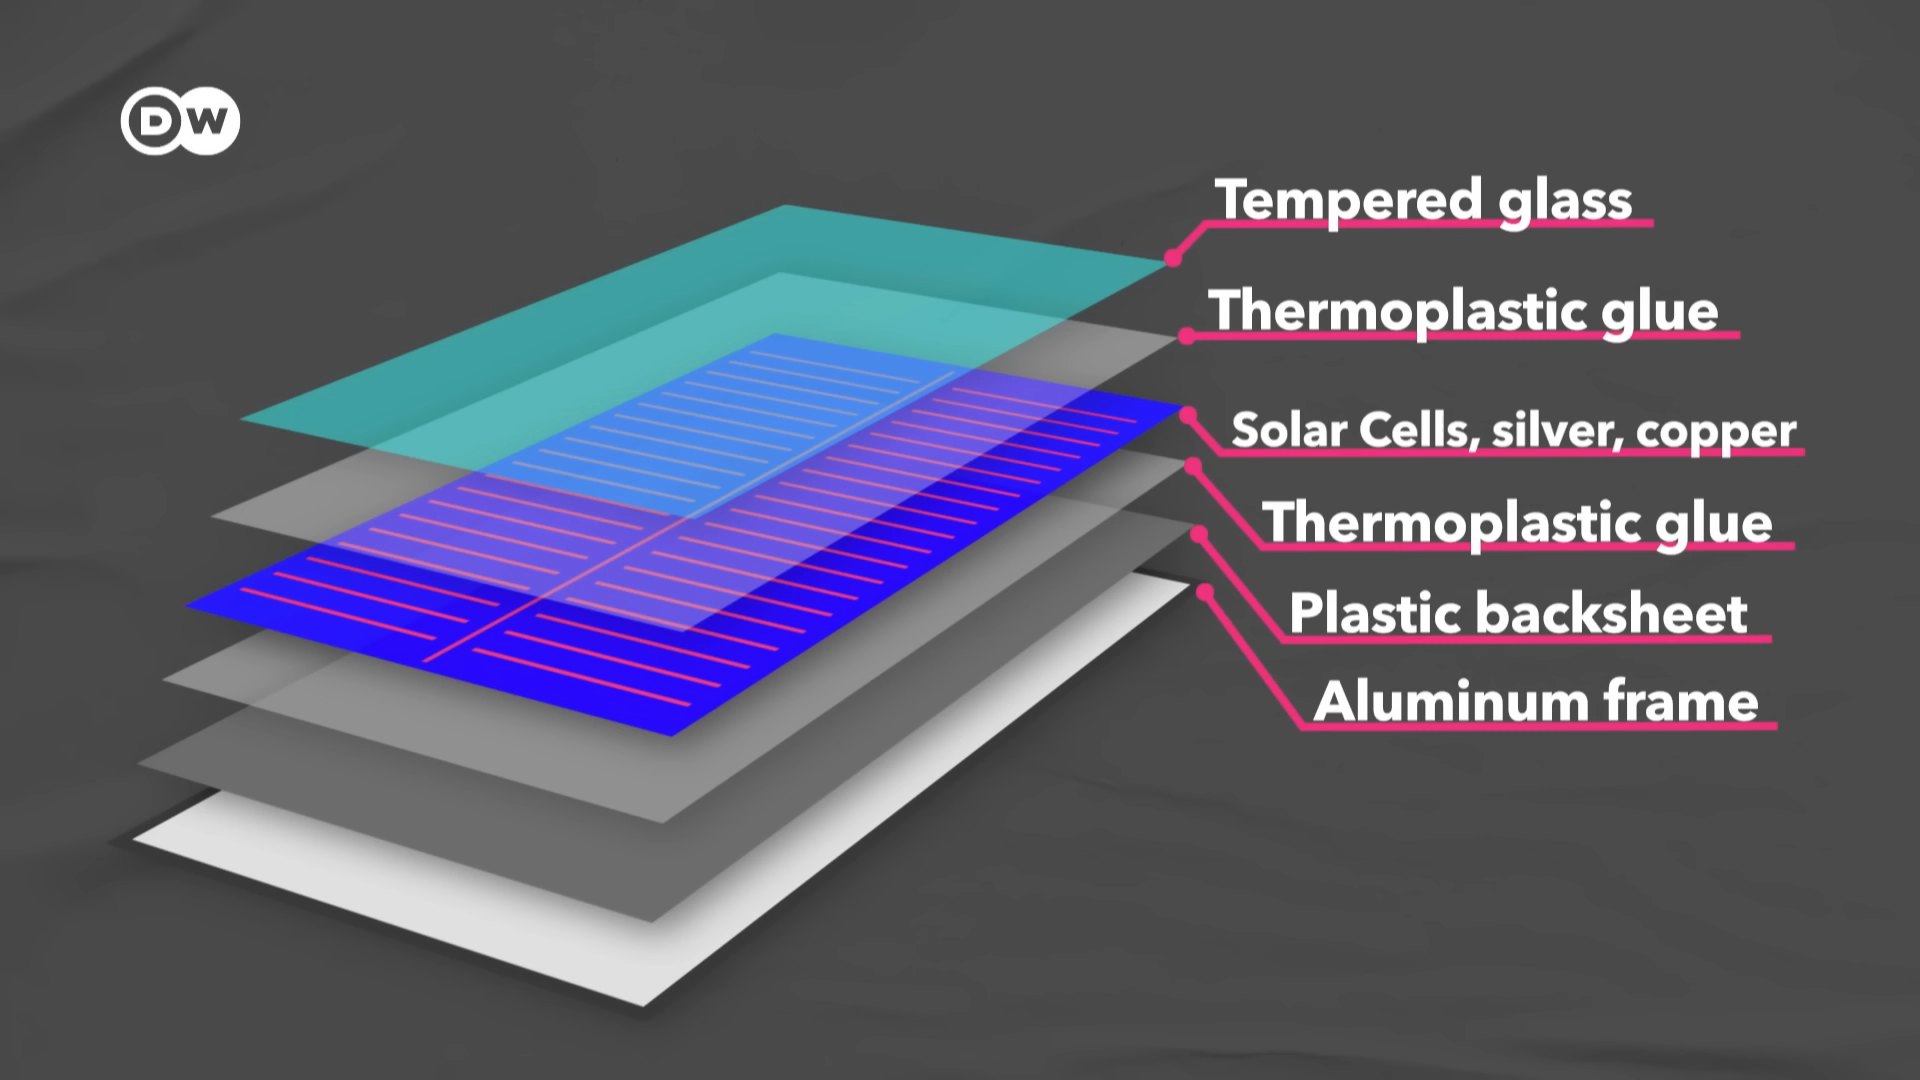 DW
Tempered glass
Thermoplastic glue
Solar Cells, silver, copper
Thermoplastic glue
Plastic backsheet
Aluminum frame